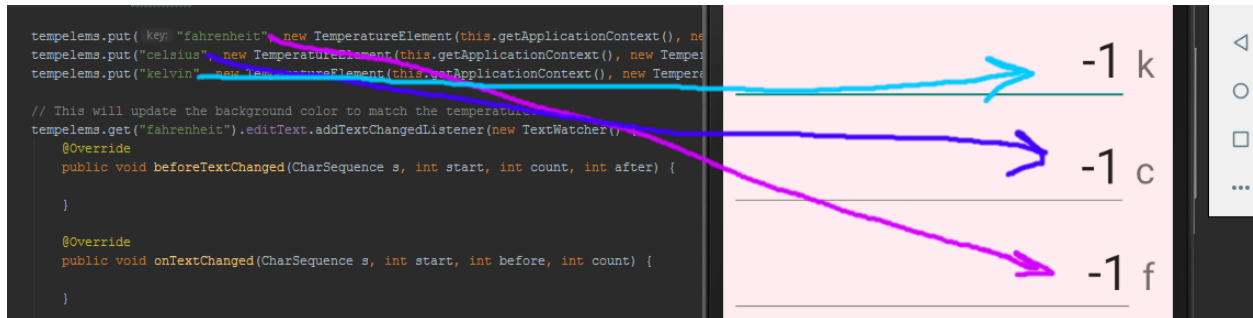 tempelems.put( key: "fahrenheit", new TemperatureElement(this.getApplicationContext(), ne
tempelems.put("celsius", new TemperatureElement(this.getApplicationContext(), new Temper
tempelems.put("kelvin", new TemperatureElement(this.getApplicationContext(), new Tempera
// This will update the background color to match the temperature.
tempelems.get("fahrenheit").editText.addTextChangedListener(new TextWatcher() {
@Override
public void beforeTextChanged(CharSequence s, int start, int count, int after) {
}
@Override
public void onTextChanged(CharSequence s, int start, int before, int count) {
}
-1 k
-1 c
-1 f